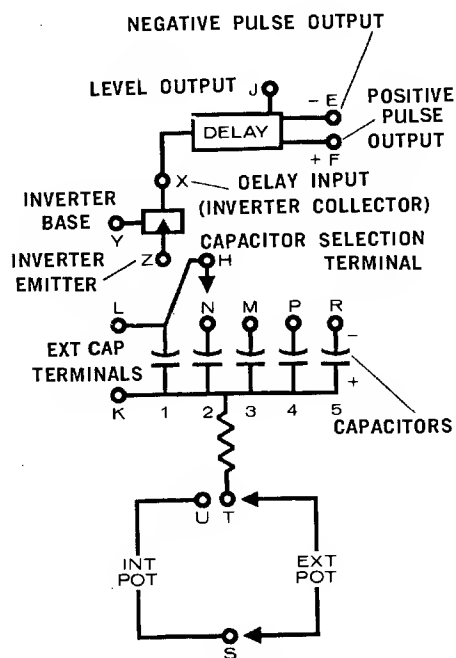 NEGATIVE PULSE OUTPUT
LEVEL OUTPUT J
- E
POSITIVE
PULSE
OUTPUT
DELAY
+ F
X
DELAY INPUT
(INVERTER COLLECTOR)
INVERTER
BASE
Y
INVERTER
EMITTER
Z
H
CAPACITOR SELECTION
TERMINAL
L
N M P R
-
EXT CAP
TERMINALS
+
K 1 2 3 4 5
CAPACITORS
U T
INT
POT
EXT
POT
S